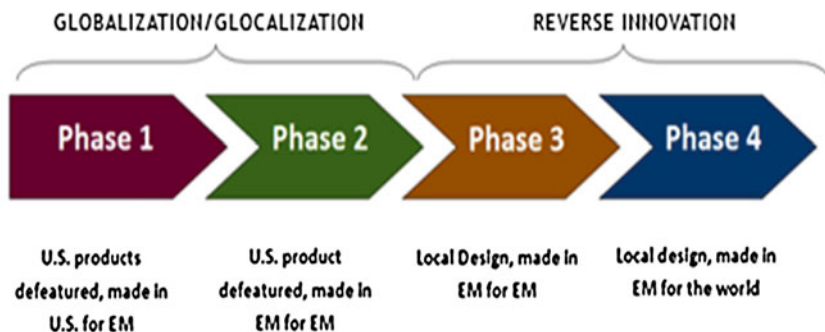 GLOBALIZATION/GLOCALIZATION
REVERSE INNOVATION
Phase 1
Phase 2
Phase 3
Phase 4
U.S. products
defeatured, made in
U.S. for EM
U.S. product
defeatured, made in
EM for EM
Local Design, made in
EM for EM
Local design, made in
EM for the world